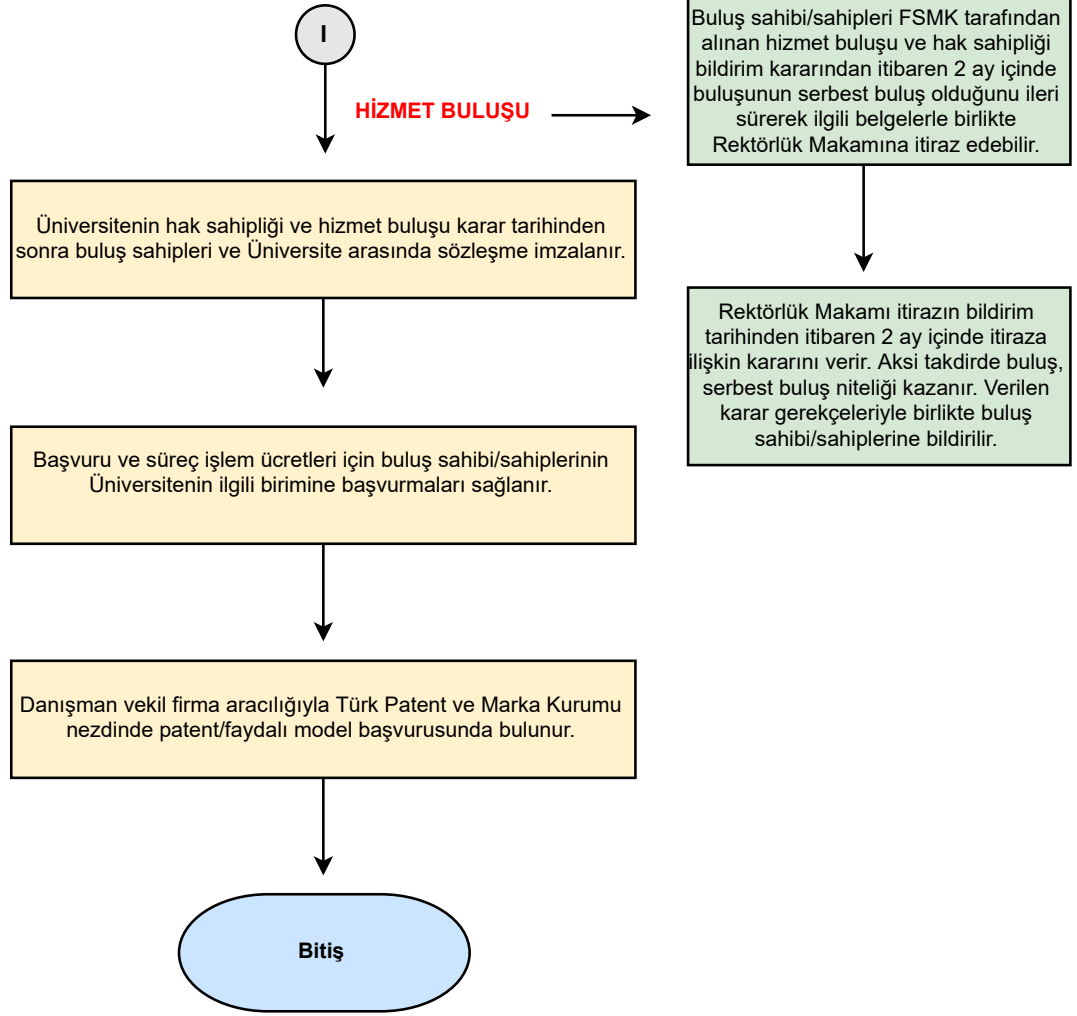 I
HİZMET BULUŞU
Buluş sahibi/sahipleri FSMK tarafından
alınan hizmet buluşu ve hak sahipliği
bildirim kararından itibaren 2 ay içinde
buluşunun serbest buluş olduğunu ileri
sürerek ilgili belgelerle birlikte
Rektörlük Makamına itiraz edebilir.
Üniversitenin hak sahipliği ve hizmet buluşu karar tarihinden
sonra buluş sahipleri ve Üniversite arasında sözleşme imzalanır.
Rektörlük Makamı itirazın bildirim
tarihinden itibaren 2 ay içinde itiraza
ilişkin kararını verir. Aksi takdirde buluş,
serbest buluş niteliği kazanır. Verilen
karar gerekçeleriyle birlikte buluş
sahibi/sahiplerine bildirilir.
Başvuru ve süreç işlem ücretleri için buluş sahibi/sahiplerinin
Üniversitenin ilgili birimine başvurmaları sağlanır.
Danışman vekil firma aracılığıyla Türk Patent ve Marka Kurumu
nezdinde patent/faydalı model başvurusunda bulunur.
Bitiş